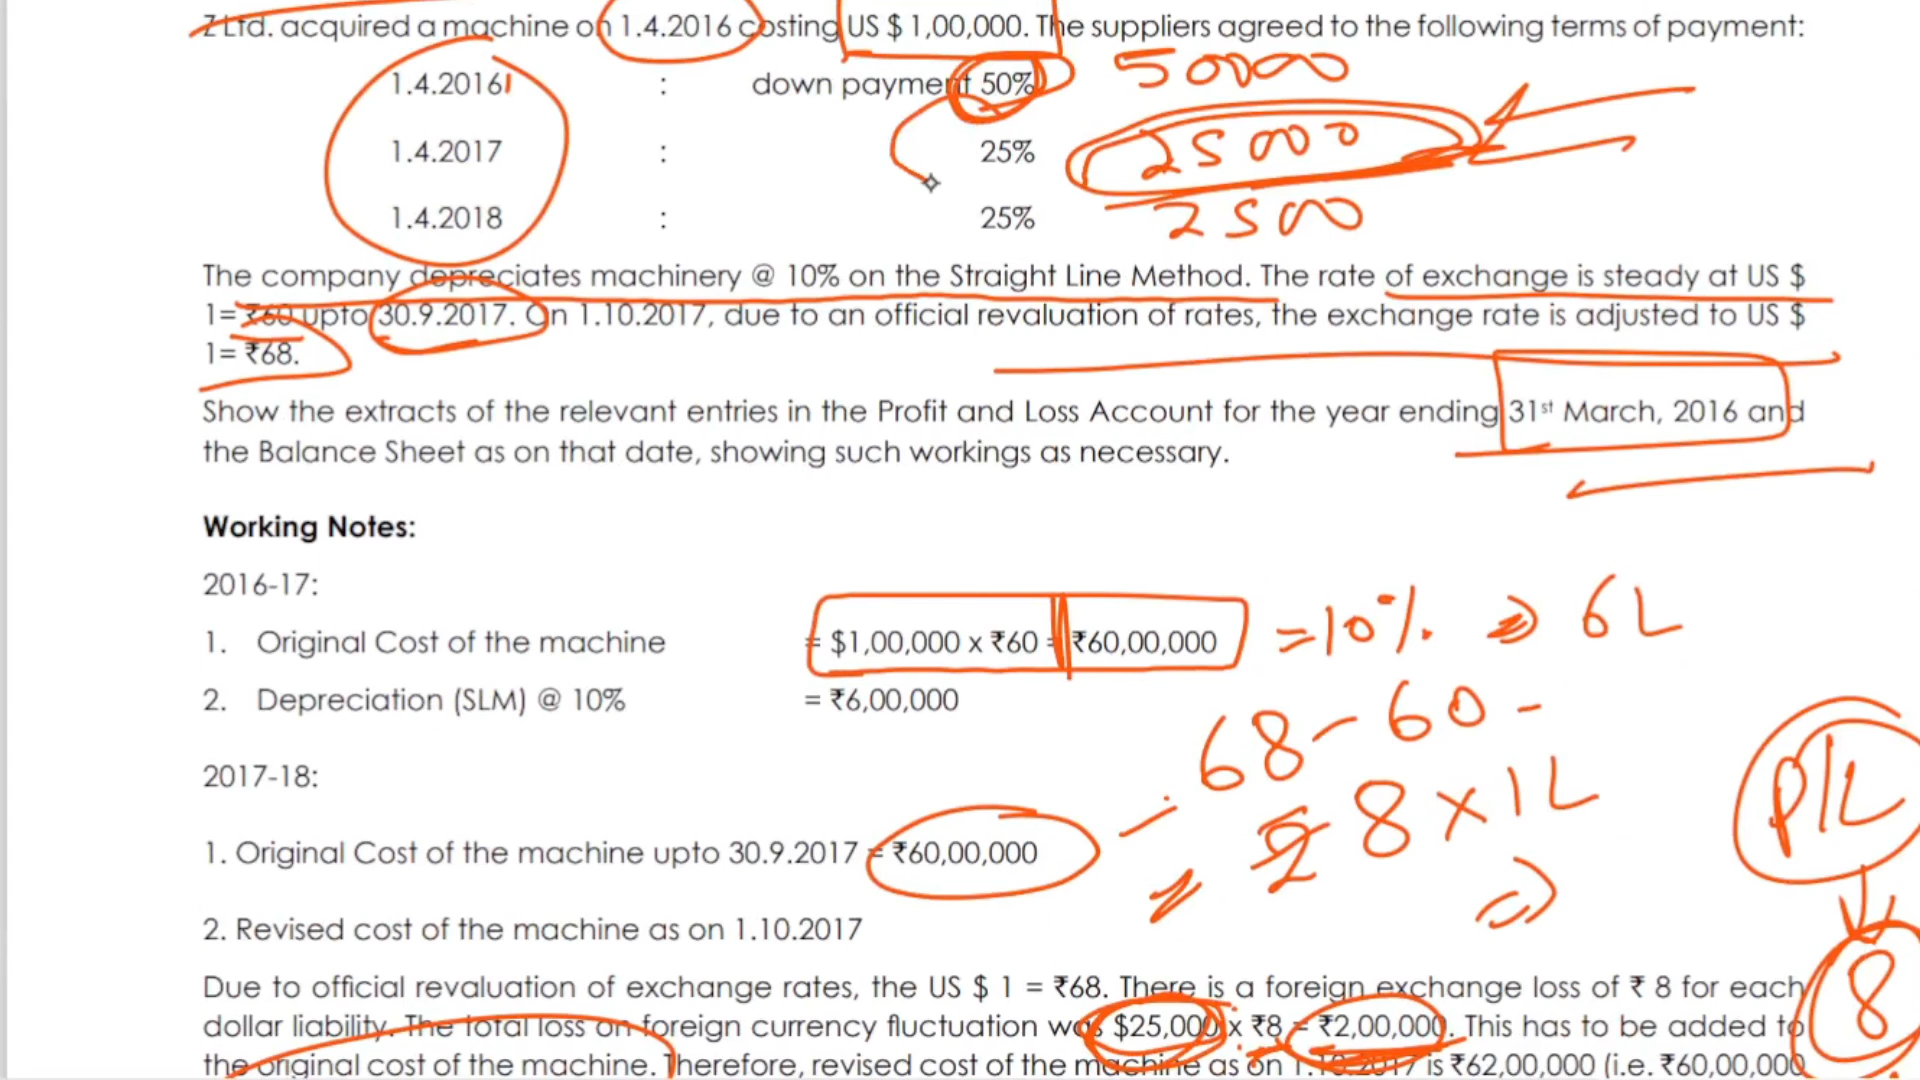 Z Ltd. acquired a machine on 1.4.2016 costing US $ 1,00,000. The suppliers agreed to the following terms of payment:
1.4.2016 : down payment 50% 50000
1.4.2017 : 25% 25000
1.4.2018 : 25% 2500
The company depreciates machinery @ 10% on the Straight Line Method. The rate of exchange is steady at US $
1= ₹60 upto 30.9.2017. On 1.10.2017, due to an official revaluation of rates, the exchange rate is adjusted to US $
1= ₹68.
Show the extracts of the relevant entries in the Profit and Loss Account for the year ending 31st March, 2016 and
the Balance Sheet as on that date, showing such workings as necessary.
Working Notes:
2016-17:
1. Original Cost of the machine = $1,00,000 x ₹60 = ₹60,00,000 =10% ⇒ 6L
2. Depreciation (SLM) @ 10% = ₹6,00,000
68-60-
2017-18:
8 x 1L
P/L
1. Original Cost of the machine upto 30.9.2017 = ₹60,00,000
2. Revised cost of the machine as on 1.10.2017
Due to official revaluation of exchange rates, the US $ 1 = ₹68. There is a foreign exchange loss of ₹ 8 for each 8
dollar liability. The total loss on foreign currency fluctuation was $25,000 x ₹8 = ₹2,00,000. This has to be added to
the original cost of the machine. Therefore, revised cost of the machine as on 1.10.2017 is ₹62,00,000 (i.e. ₹60,00,000